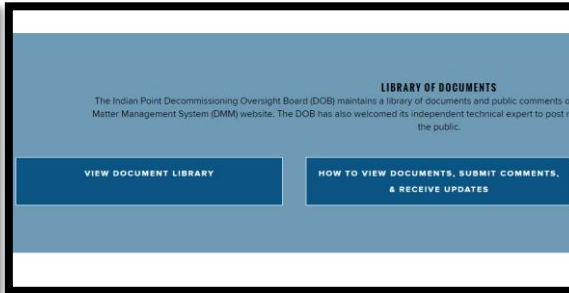 LIBRARY OF DOCUMENTS
The Indian Point Decommissioning Oversight Board (DOB) maintains a library of documents and public comments
Matter Management System (DMM) website. The DOB has also welcomed its independent technical expert to post
the public.
VIEW DOCUMENT LIBRARY
HOW TO VIEW DOCUMENTS, SUBMIT COMMENTS,
& RECEIVE UPDATES